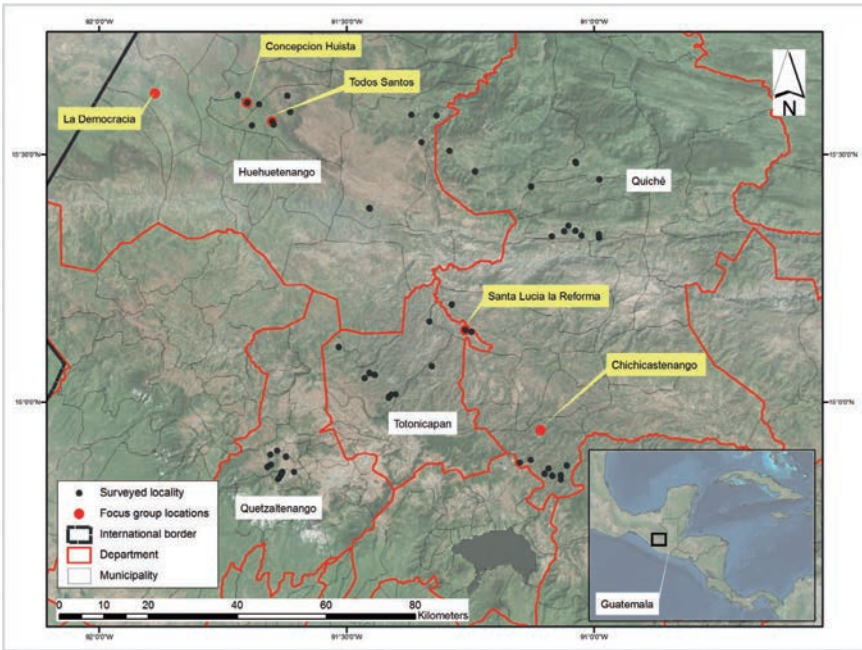 92°0'0"W 91°30'0"W 91°0'0"W
Concepcion Huista
Todos Santos
N
La Democracia
15°30'0"N 15°30'0"N
Huehuetenango
Quiché
Santa Lucia la Reforma
Chichicastenango
15°0'0"N 15°0'0"N
Totonicapan
Quetzaltenango
Surveyed locality
Focus group locations
International border
Department
Municipality
Guatemala
0 10 20 40 60 80
Kilometers
92°0'0"W 91°30'0"W 91°0'0"W